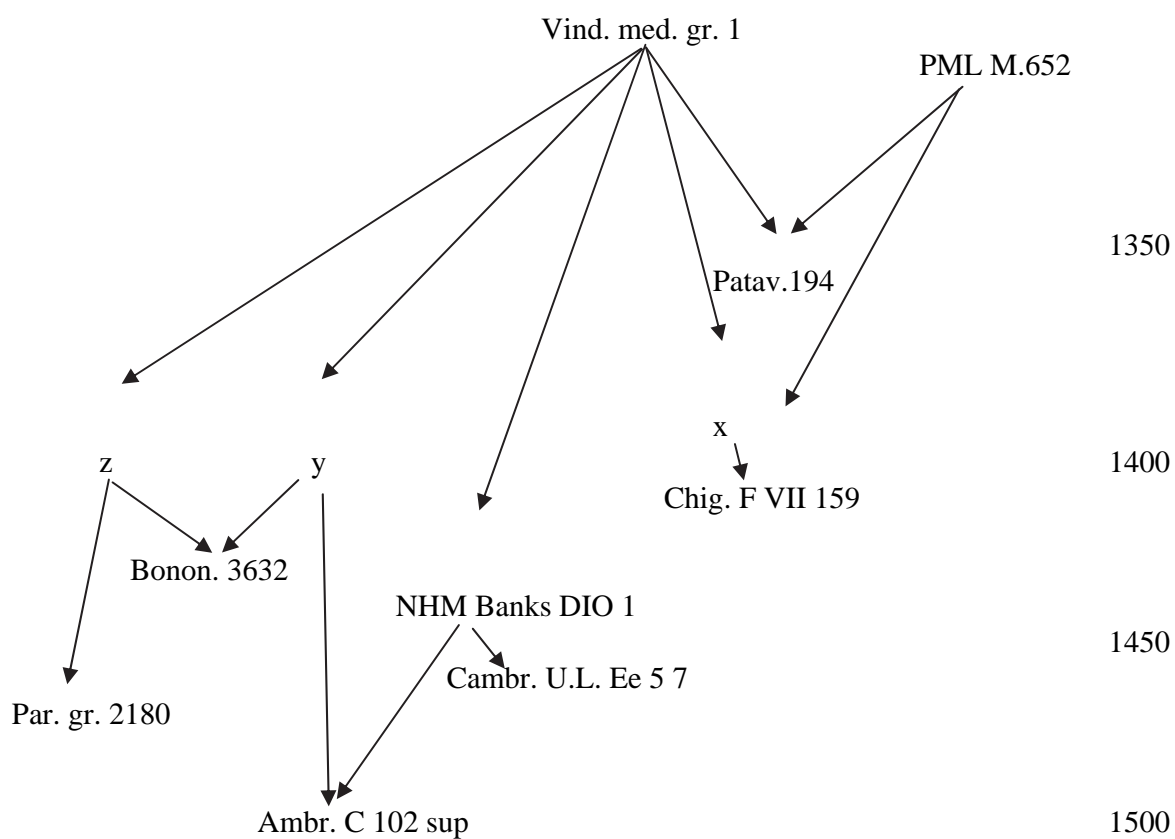 Vind. med. gr. 1
PML M.652
1350
Patav.194
x
z
y
1400
Chig. F VII 159
Bonon. 3632
NHM Banks DIO 1
1450
Cambr. U.L. Ee 5 7
Par. gr. 2180
Ambr. C 102 sup
1500